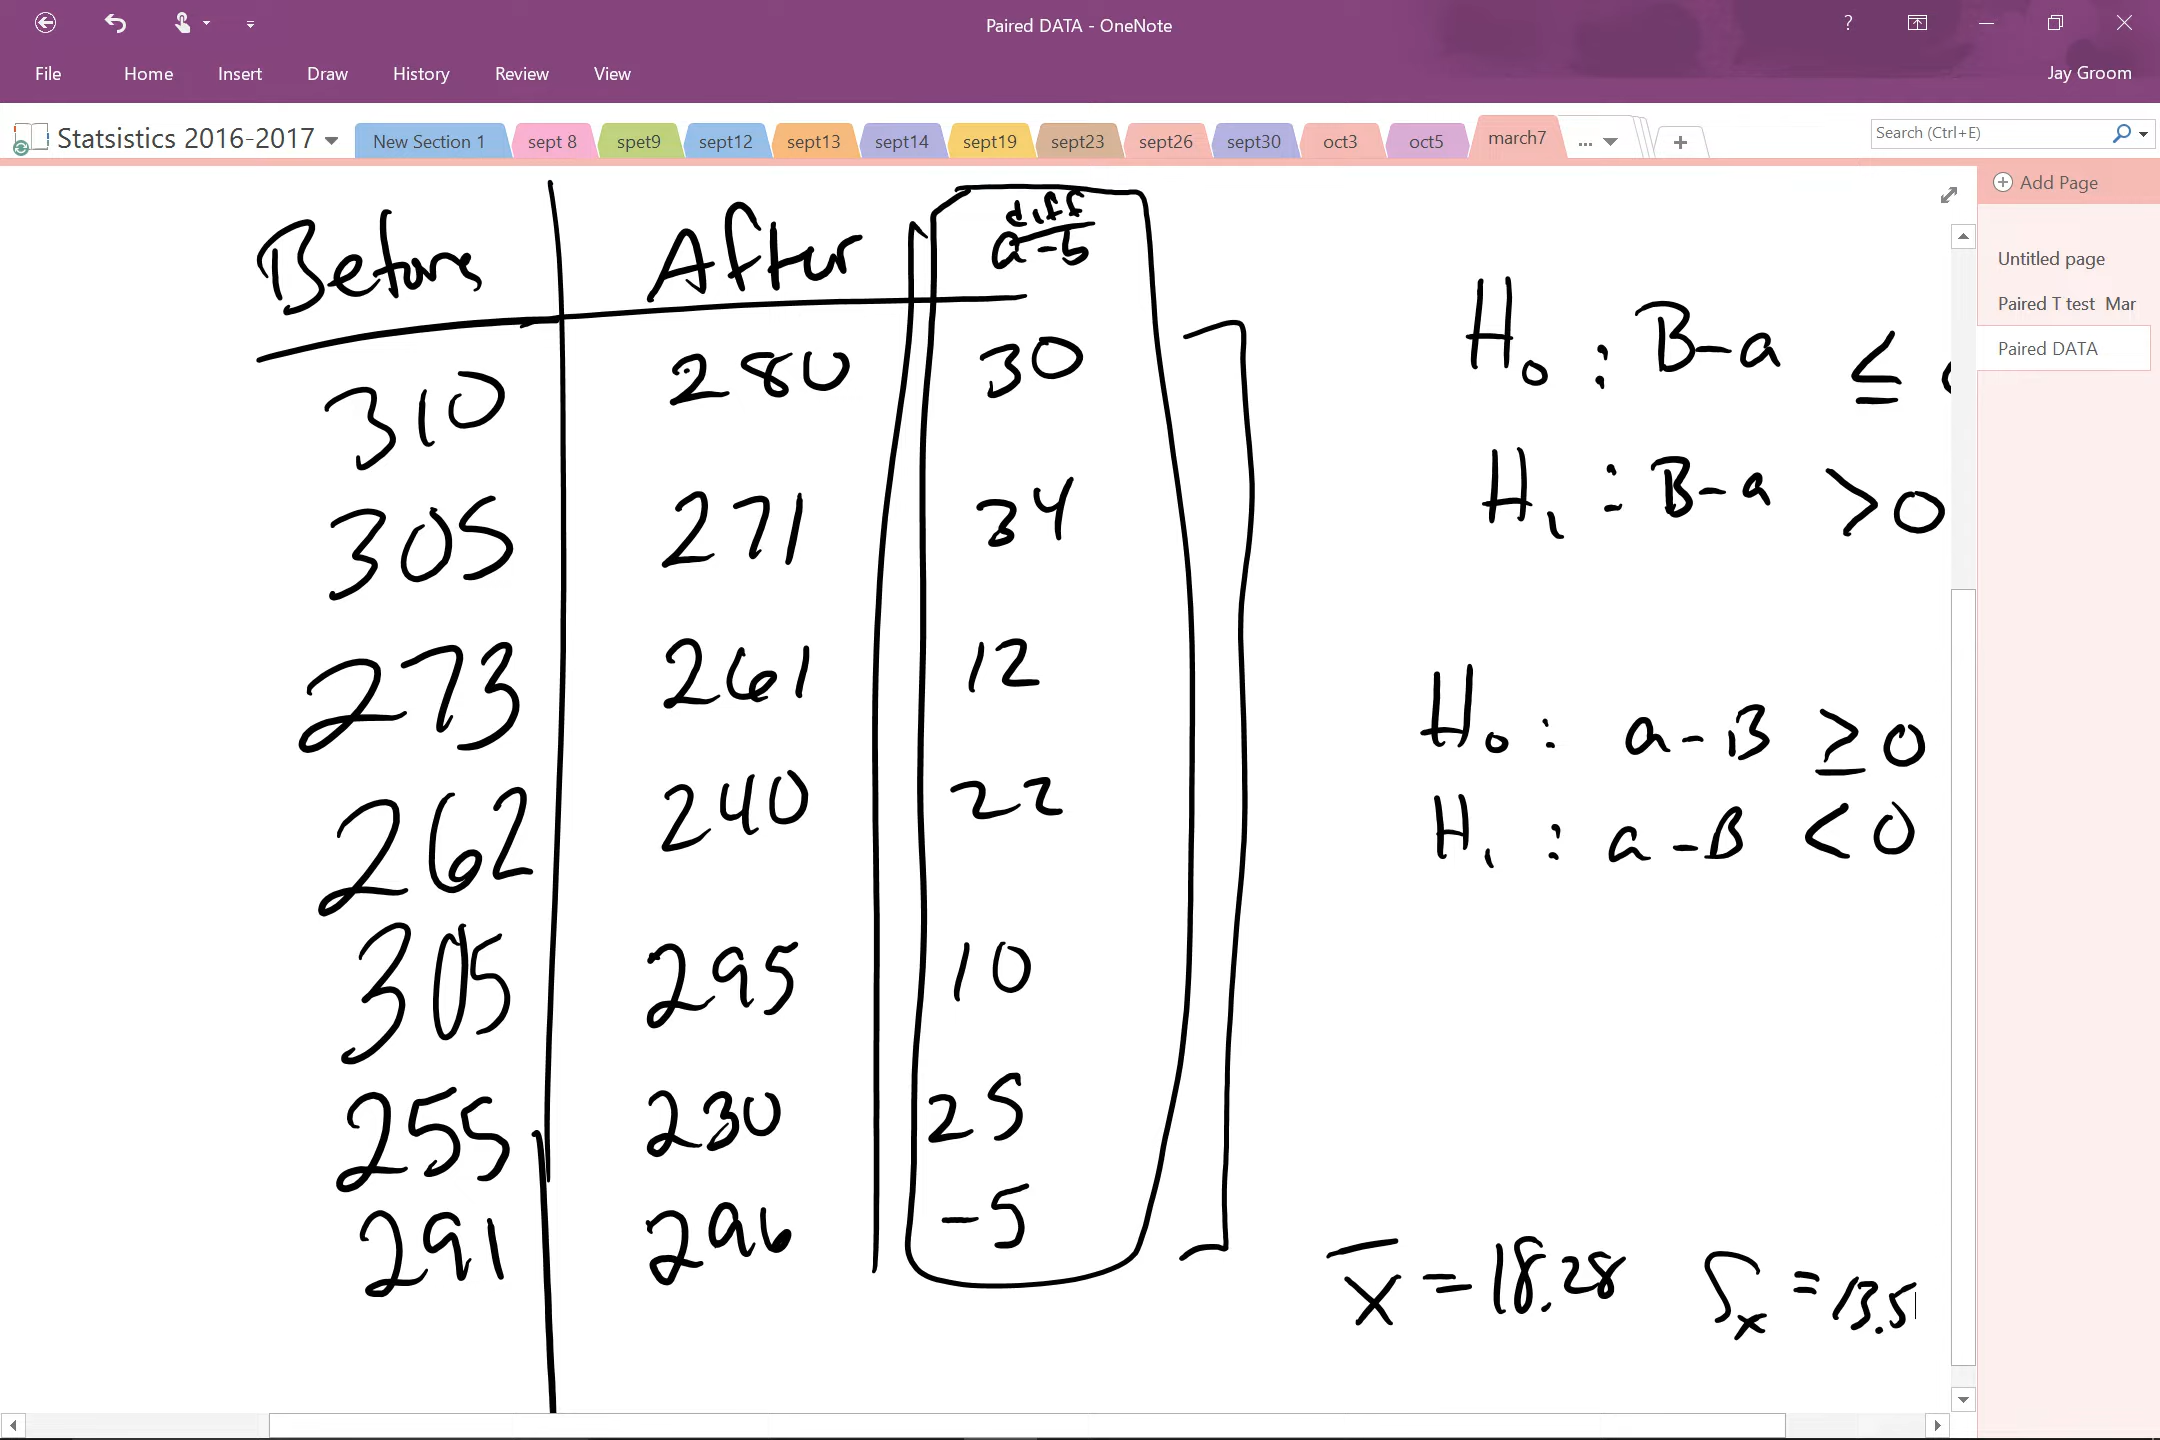 Paired DATA - OneNote
?
File Home Insert Draw History Review View
Jay Groom
Statsistics 2016-2017
New Section 1 sept 8 spet9 sept12 sept13 sept14 sept19 sept23 sept26 sept30 oct3 oct5 march7 ... +
Search (Ctrl+E)
Add Page
Untitled page
Paired T test Mar
Paired DATA
Before After diff
a-b
310 280 30
305 271 34
273 261 12
262 240 22
305 295 10
255 230 25
291 296 -5
H0 : B-a ≤
H1 : B-a >0
H0 : a-B ≥0
H1 : a-B <0
x̄ = 18.28 Sx = 13.51